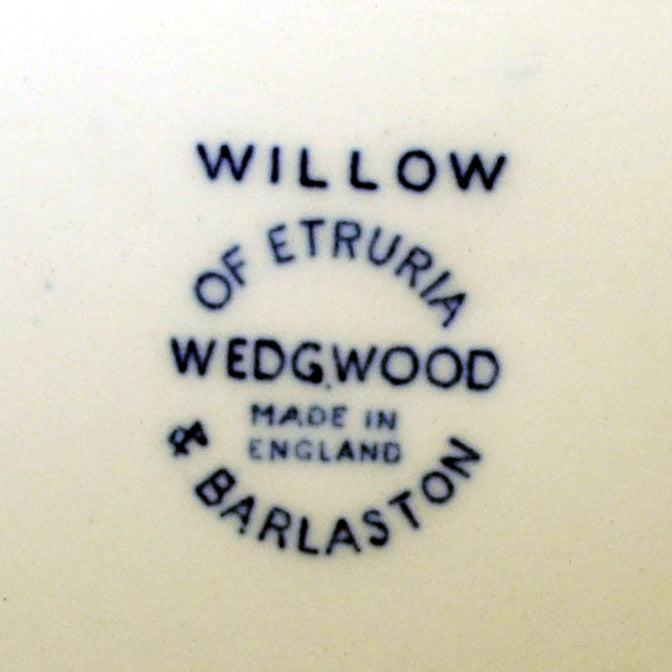 WILLOW
OF ETRURIA
WEDGWOOD
MADE IN
ENGLAND
& BARLASTON